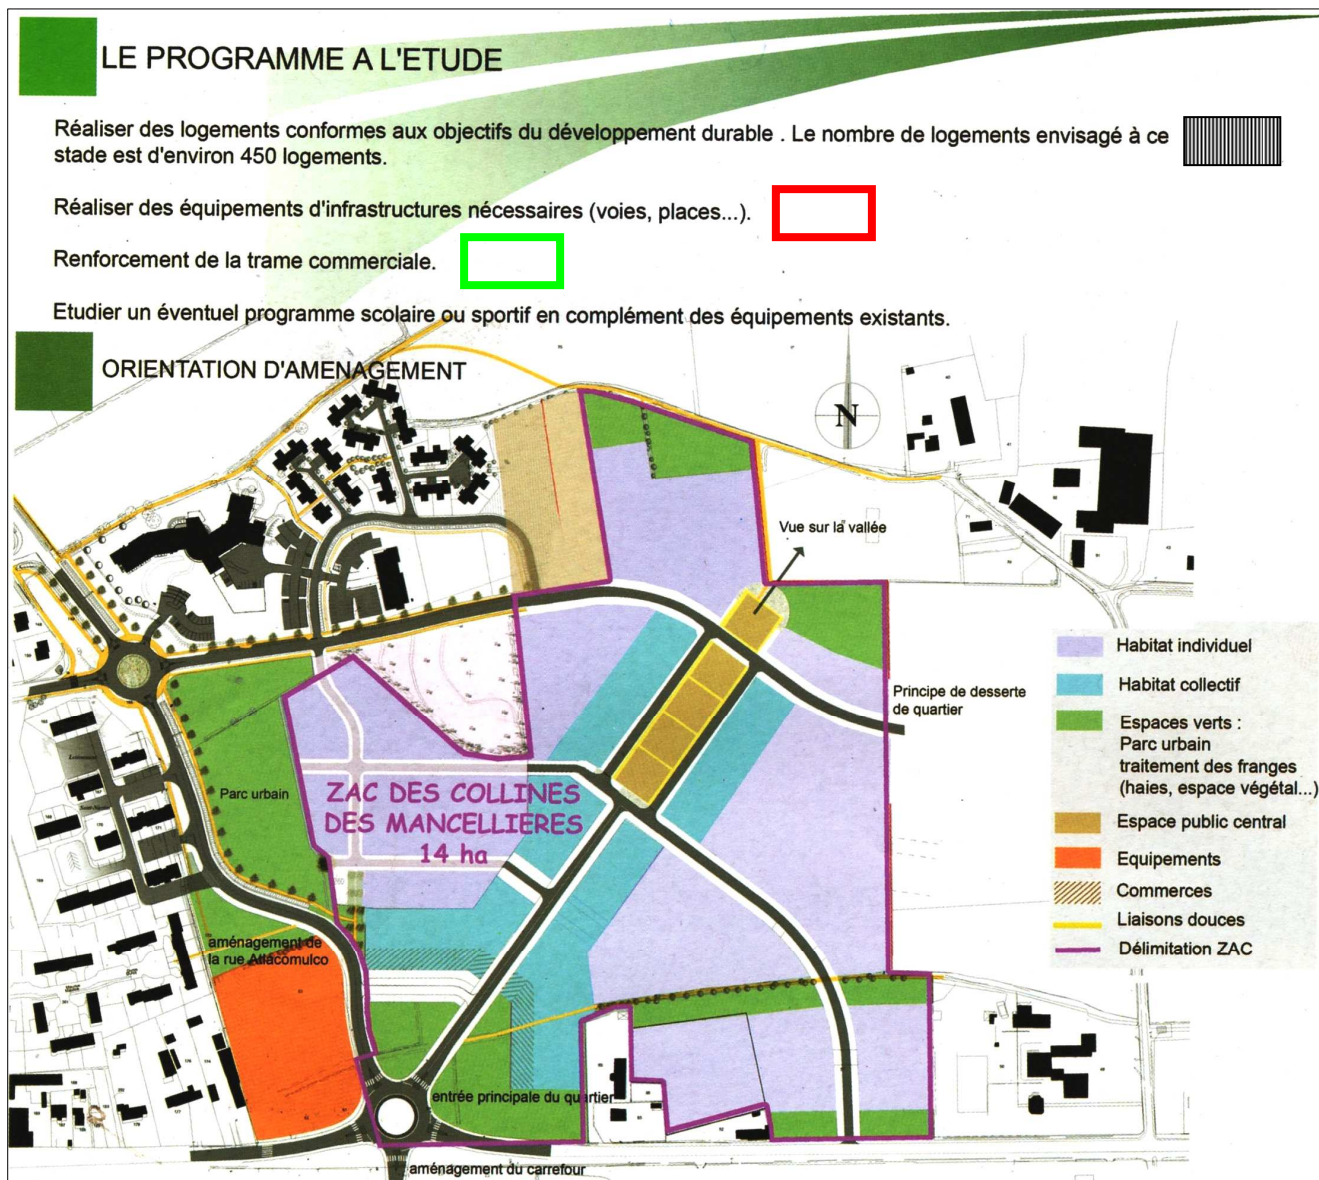 LE PROGRAMME A L'ETUDE
Réaliser des logements conformes aux objectifs du développement durable . Le nombre de logements envisagé à ce
stade est d'environ 450 logements.
Réaliser des équipements d'infrastructures nécessaires (voies, places...).
Renforcement de la trame commerciale.
Etudier un éventuel programme scolaire ou sportif en complément des équipements existants.
ORIENTATION D'AMENAGEMENT
N
Vue sur la vallée
Principe de desserte
de quartier
Parc urbain
ZAC DES COLLINES
DES MANCELLIERES
14 ha
aménagement de
la rue Atlacomulco
entrée principale du quartier
aménagement du carrefour
Habitat individuel
Habitat collectif
Espaces verts :
Parc urbain
traitement des franges
(haies, espace végétal...)
Espace public central
Equipements
Commerces
Liaisons douces
Délimitation ZAC